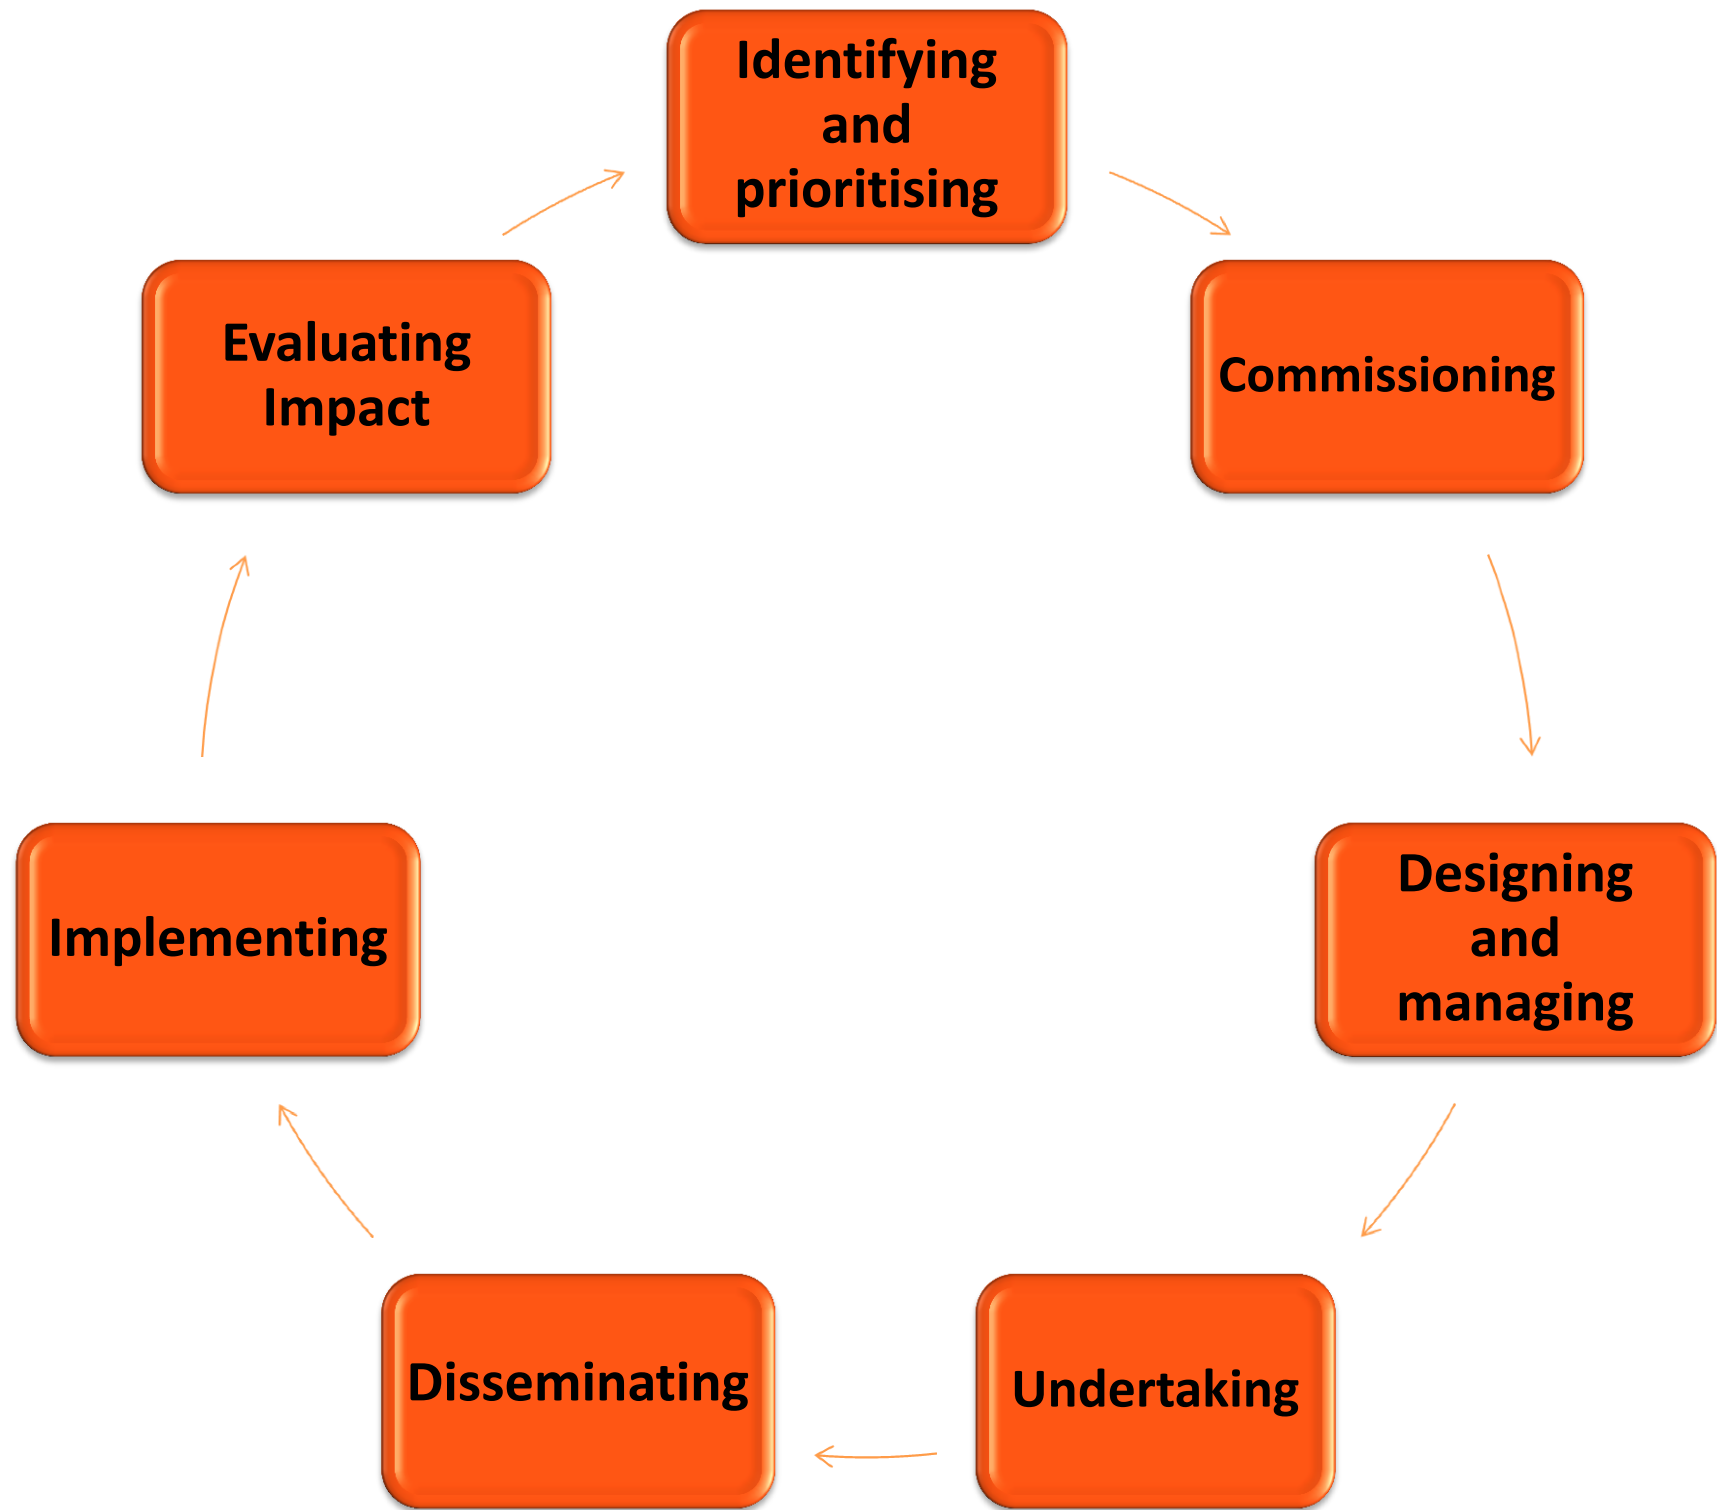 Identifying
and
prioritising
Commissioning
Designing
and
managing
Undertaking
Disseminating
Implementing
Evaluating
Impact